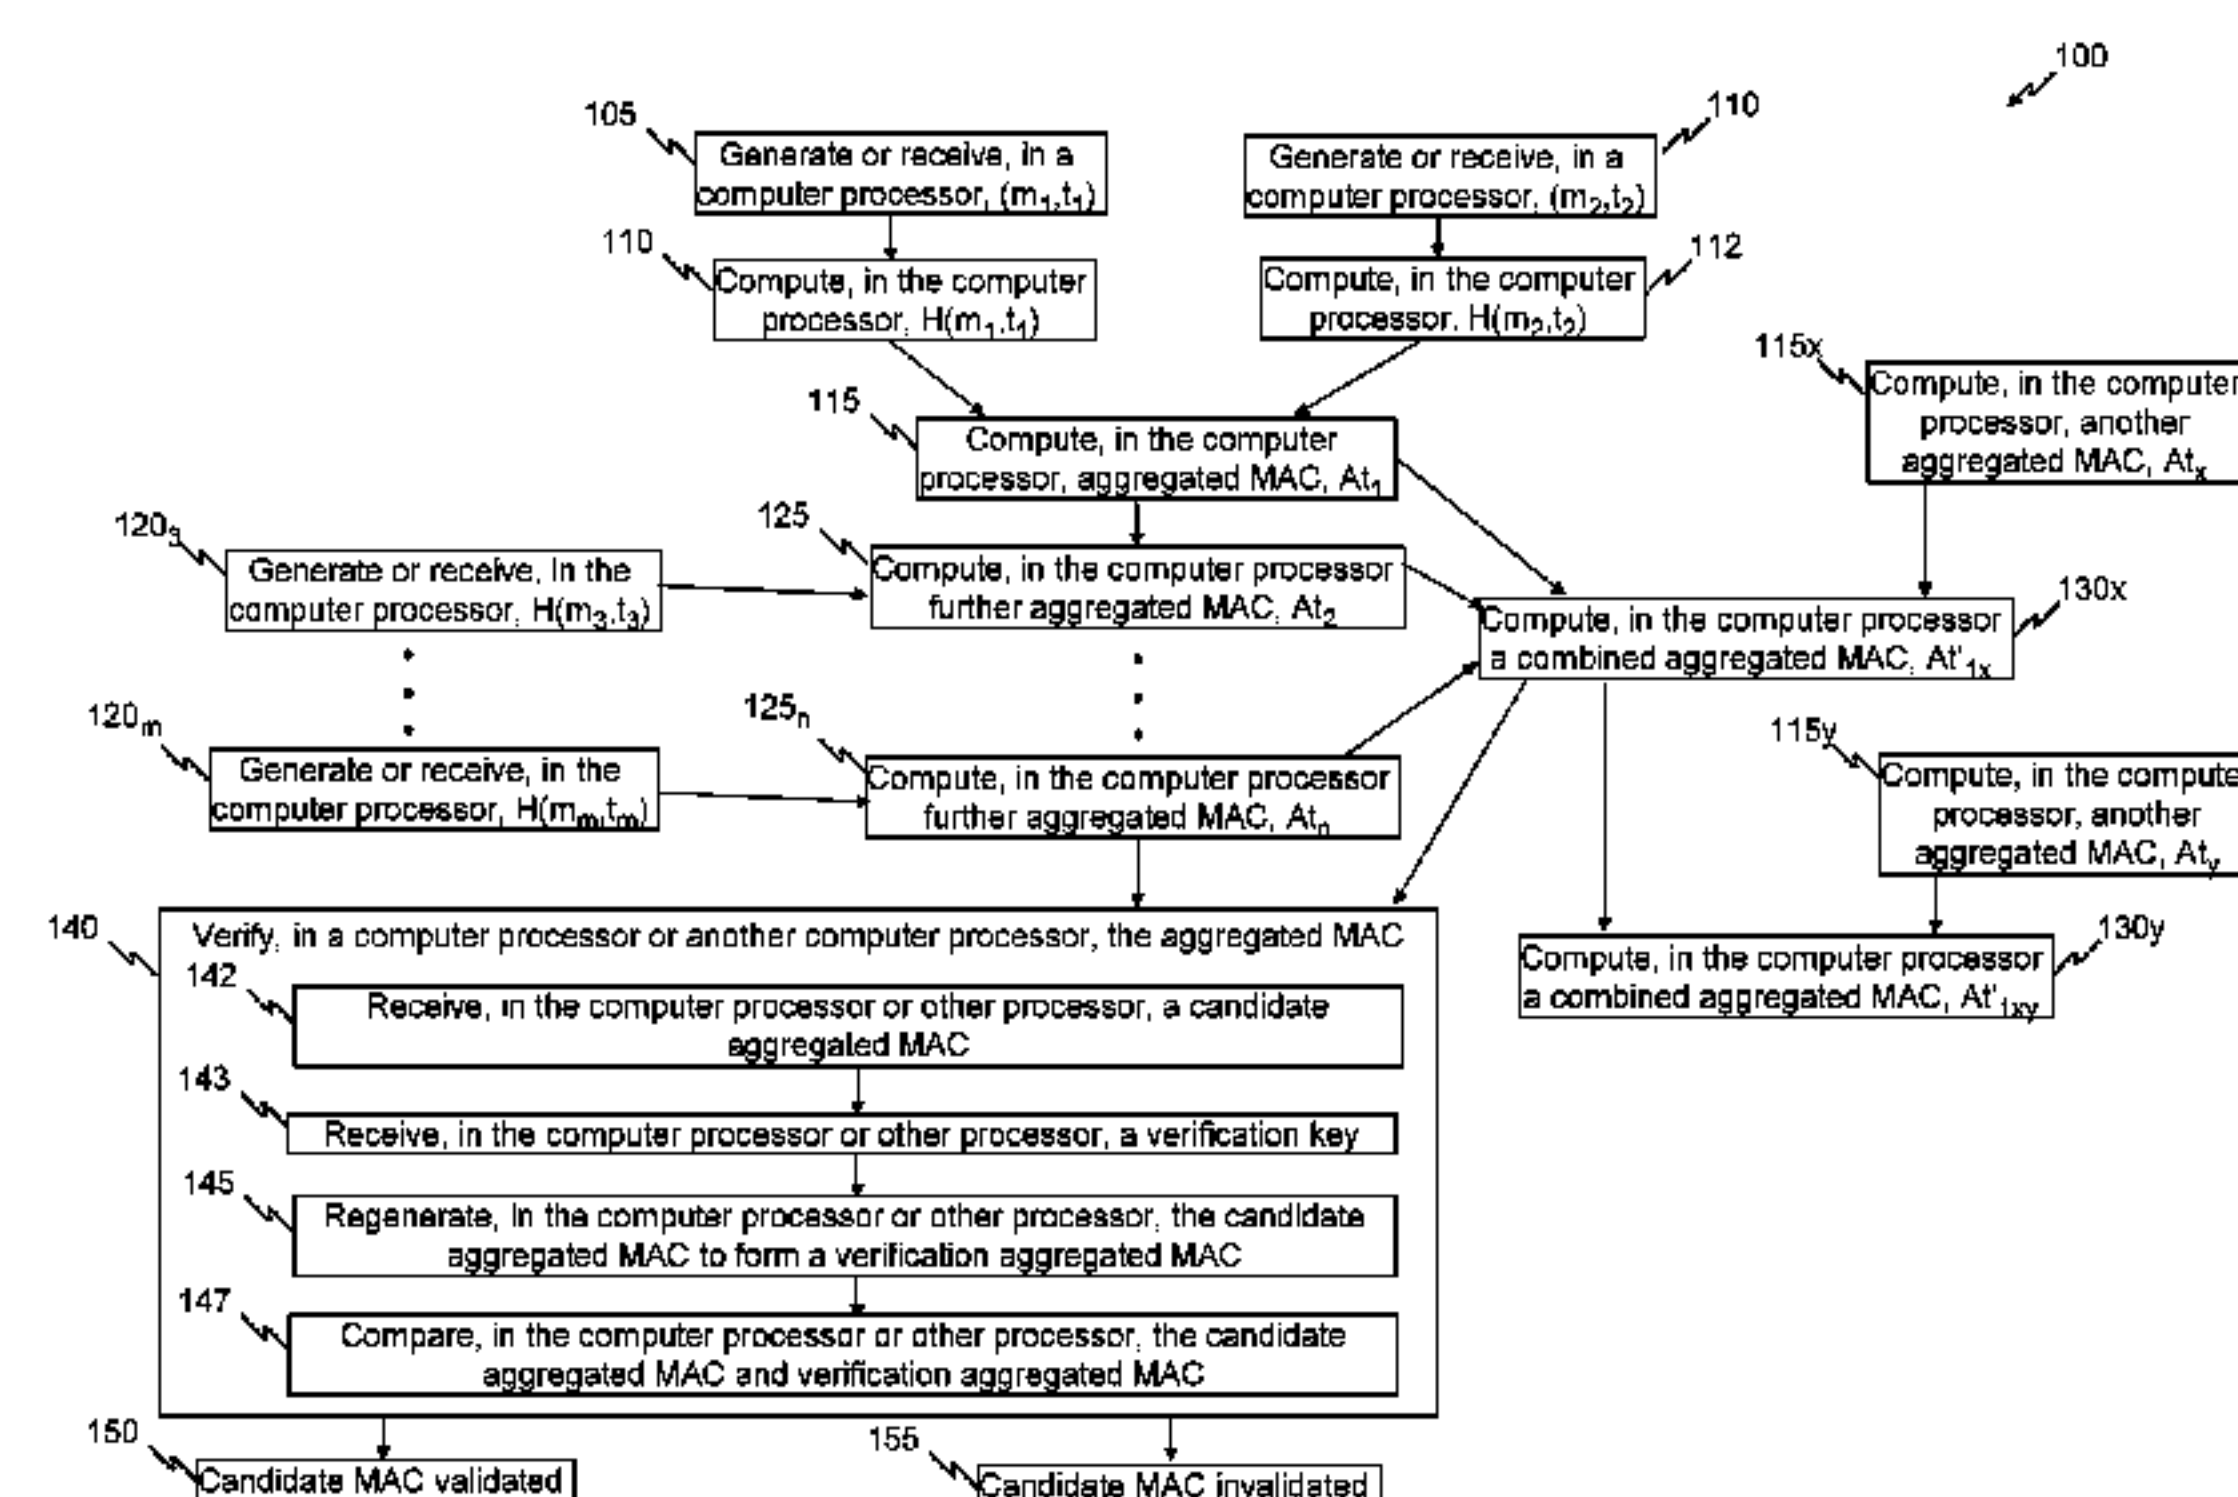 100
105
Generate or receive, in a
computer processor, (m₁,t₁)
110
Generate or receive, in a
computer processor, (m₂,t₂)
110
Compute, in the computer
processor, H(m₁,t₁)
112
Compute, in the computer
processor, H(m₂,t₂)
115
Compute, in the computer
processor, aggregated MAC, At₁
115x
Compute, in the computer
processor, another
aggregated MAC, Atₓ
120₃
Generate or receive, in the
computer processor, H(m₃,t₃)
125
Compute, in the computer processor
further aggregated MAC, At₂
130x
Compute, in the computer processor
a combined aggregated MAC, At'₁ₓ
120ₘ
Generate or receive, in the
computer processor, H(mₘ,tₘ)
125ₙ
Compute, in the computer processor
further aggregated MAC, Atₙ
115y
Compute, in the compute
processor, another
aggregated MAC, Aty
130y
Compute, in the computer processor
a combined aggregated MAC, At'1xy
140
Verify, in a computer processor or another computer processor, the aggregated MAC
142
Receive, in the computer processor or other processor, a candidate
aggregated MAC
143
Receive, in the computer processor or other processor, a verification key
145
Regenerate, in the computer processor or other processor, the candidate
aggregated MAC to form a verification aggregated MAC
147
Compare, in the computer processor or other processor, the candidate
aggregated MAC and verification aggregated MAC
150
Candidate MAC validated
155
Candidate MAC invalidated